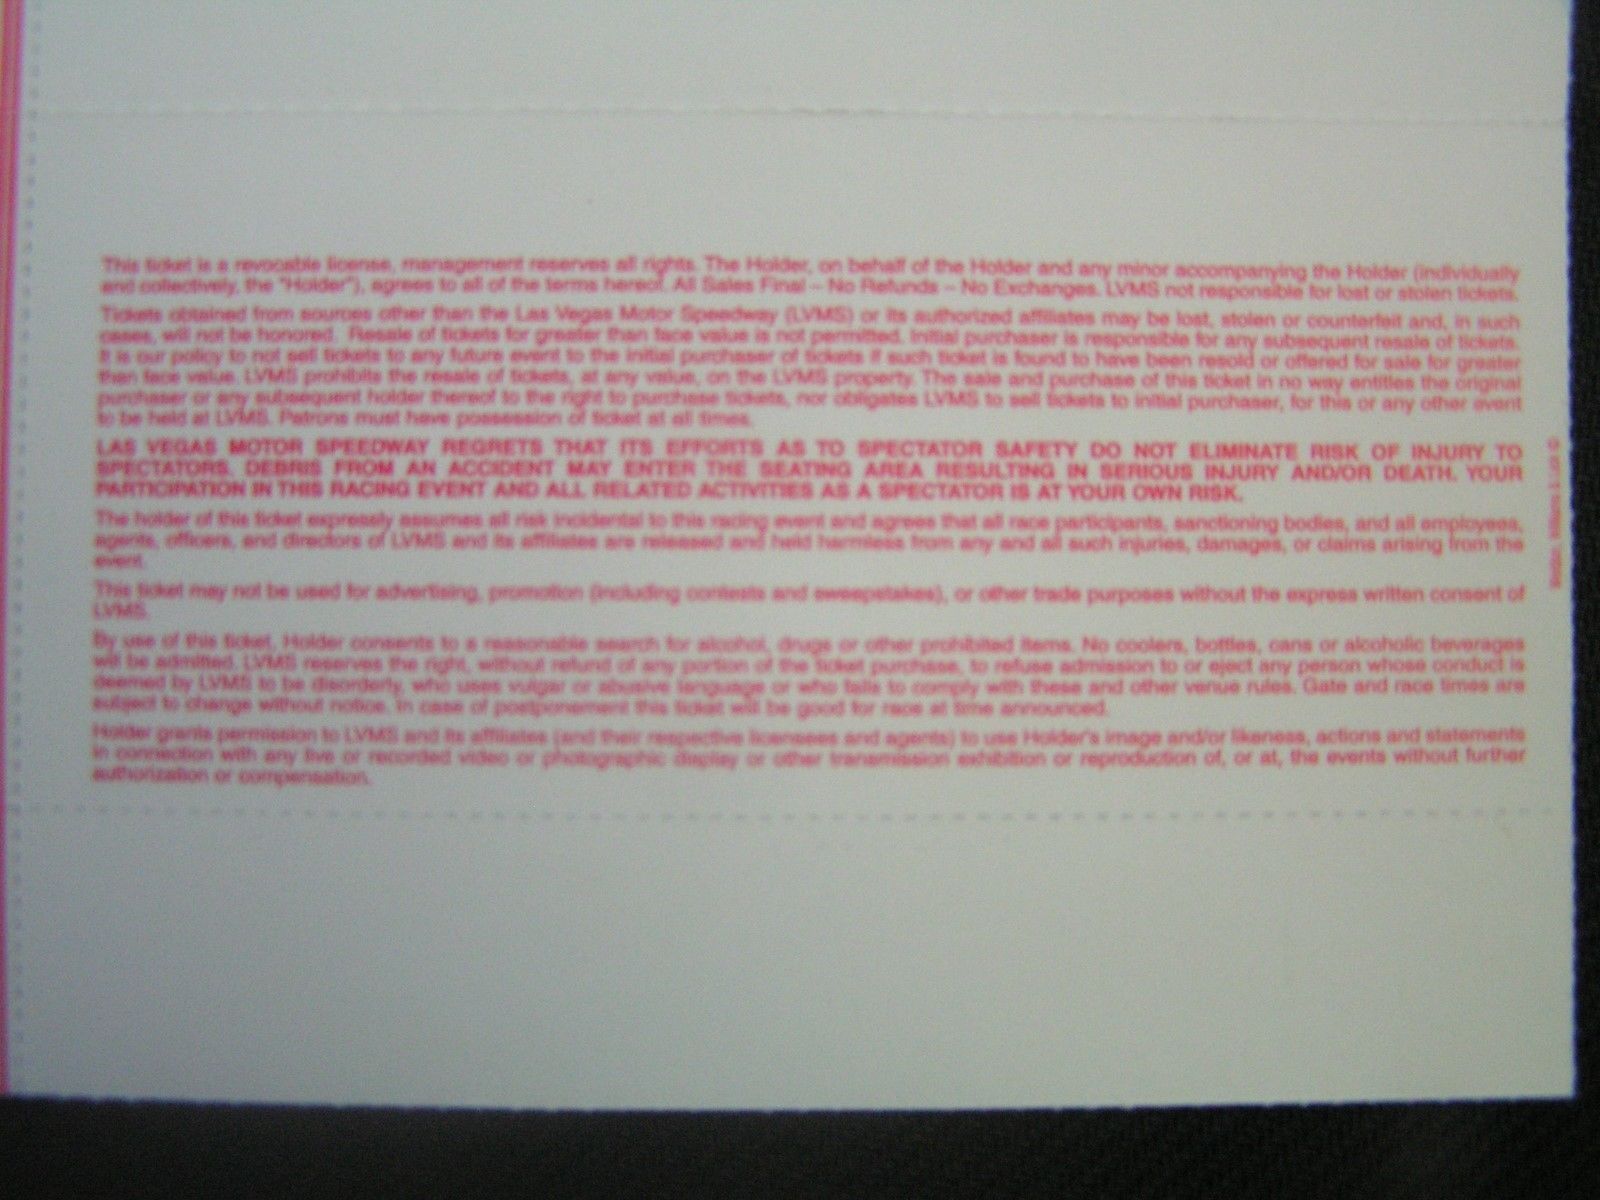 This ticket is a revocable license, management reserves all rights. The Holder, on behalf of the Holder and any minor accompanying the Holder (individually
and collectively, the "Holder"), agrees to all of the terms hereof. All Sales Final – No Refunds – No Exchanges. LVMS not responsible for lost or stolen tickets.
Tickets obtained from sources other than the Las Vegas Motor Speedway (LVMS) or its authorized affiliates may be lost, stolen or counterfeit and, in such
cases, will not be honored. Resale of tickets for greater than face value is not permitted. Initial purchaser is responsible for any subsequent resale of tickets.
It is our policy to not sell tickets to any future event to the initial purchaser of tickets if such ticket is found to have been resold or offered for sale for greater
than face value. LVMS prohibits the resale of tickets, at any value, on the LVMS property. The sale and purchase of this ticket in no way entitles the original
purchaser or any subsequent holder thereof to the right to purchase tickets, nor obligates LVMS to sell tickets to initial purchaser, for this or any other event
to be held at LVMS. Patrons must have possession of ticket at all times.
LAS VEGAS MOTOR SPEEDWAY REGRETS THAT ITS EFFORTS AS TO SPECTATOR SAFETY DO NOT ELIMINATE RISK OF INJURY TO
SPECTATORS. DEBRIS FROM AN ACCIDENT MAY ENTER THE SEATING AREA RESULTING IN SERIOUS INJURY AND/OR DEATH. YOUR
PARTICIPATION IN THIS RACING EVENT AND ALL RELATED ACTIVITIES AS A SPECTATOR IS AT YOUR OWN RISK.
The holder of this ticket expressly assumes all risk incidental to this racing event and agrees that all race participants, sanctioning bodies, and all employees,
agents, officers, and directors of LVMS and its affiliates are released and held harmless from any and all such injuries, damages, or claims arising from the
event.
This ticket may not be used for advertising, promotion (including contests and sweepstakes), or other trade purposes without the express written consent of
LVMS.
By use of this ticket, Holder consents to a reasonable search for alcohol, drugs or other prohibited items. No coolers, bottles, cans or alcoholic beverages
will be admitted. LVMS reserves the right, without refund of any portion of the ticket purchase, to refuse admission to or eject any person whose conduct is
deemed by LVMS to be disorderly, who uses vulgar or abusive language or who fails to comply with these and other venue rules. Gate and race times are
subject to change without notice. In case of postponement this ticket will be good for race at time announced.
Holder grants permission to LVMS and its affiliates (and their respective licensees and agents) to use Holder's image and/or likeness, actions and statements
in connection with any live or recorded video or photographic display or other transmission exhibition or reproduction of, or at, the events without further
authorization or compensation.